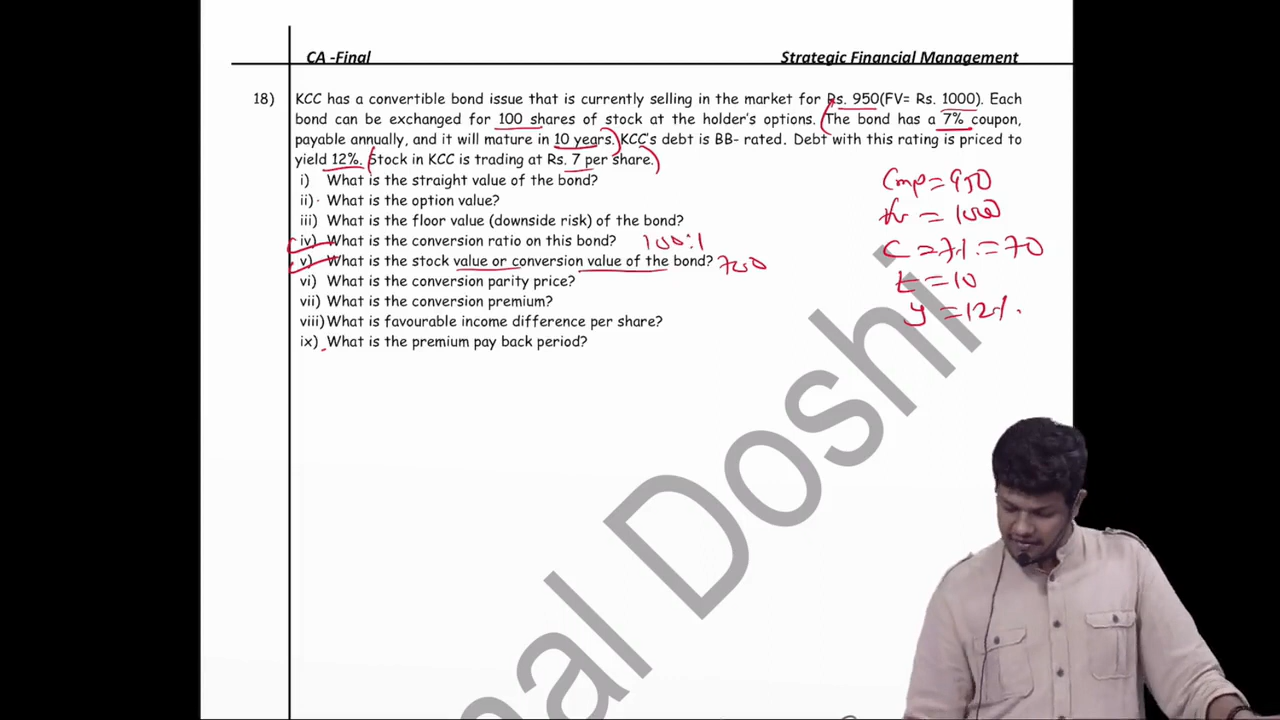 CA -Final
Strategic Financial Management
18) KCC has a convertible bond issue that is currently selling in the market for Rs. 950(FV= Rs. 1000). Each
bond can be exchanged for 100 shares of stock at the holder's options. The bond has a 7% coupon,
payable annually, and it will mature in 10 years. KCC's debt is BB- rated. Debt with this rating is priced to
yield 12%. Stock in KCC is trading at Rs. 7 per share.
i) What is the straight value of the bond?
ii) What is the option value?
iii) What is the floor value (downside risk) of the bond?
iv) What is the conversion ratio on this bond? 100:1
v) What is the stock value or conversion value of the bond? 700
vi) What is the conversion parity price?
vii) What is the conversion premium?
viii) What is favourable income difference per share?
ix) What is the premium pay back period?
Cmp = 950
fv = 1000
C = 7% = 70
t = 10
y = 12%.
nal Doshi